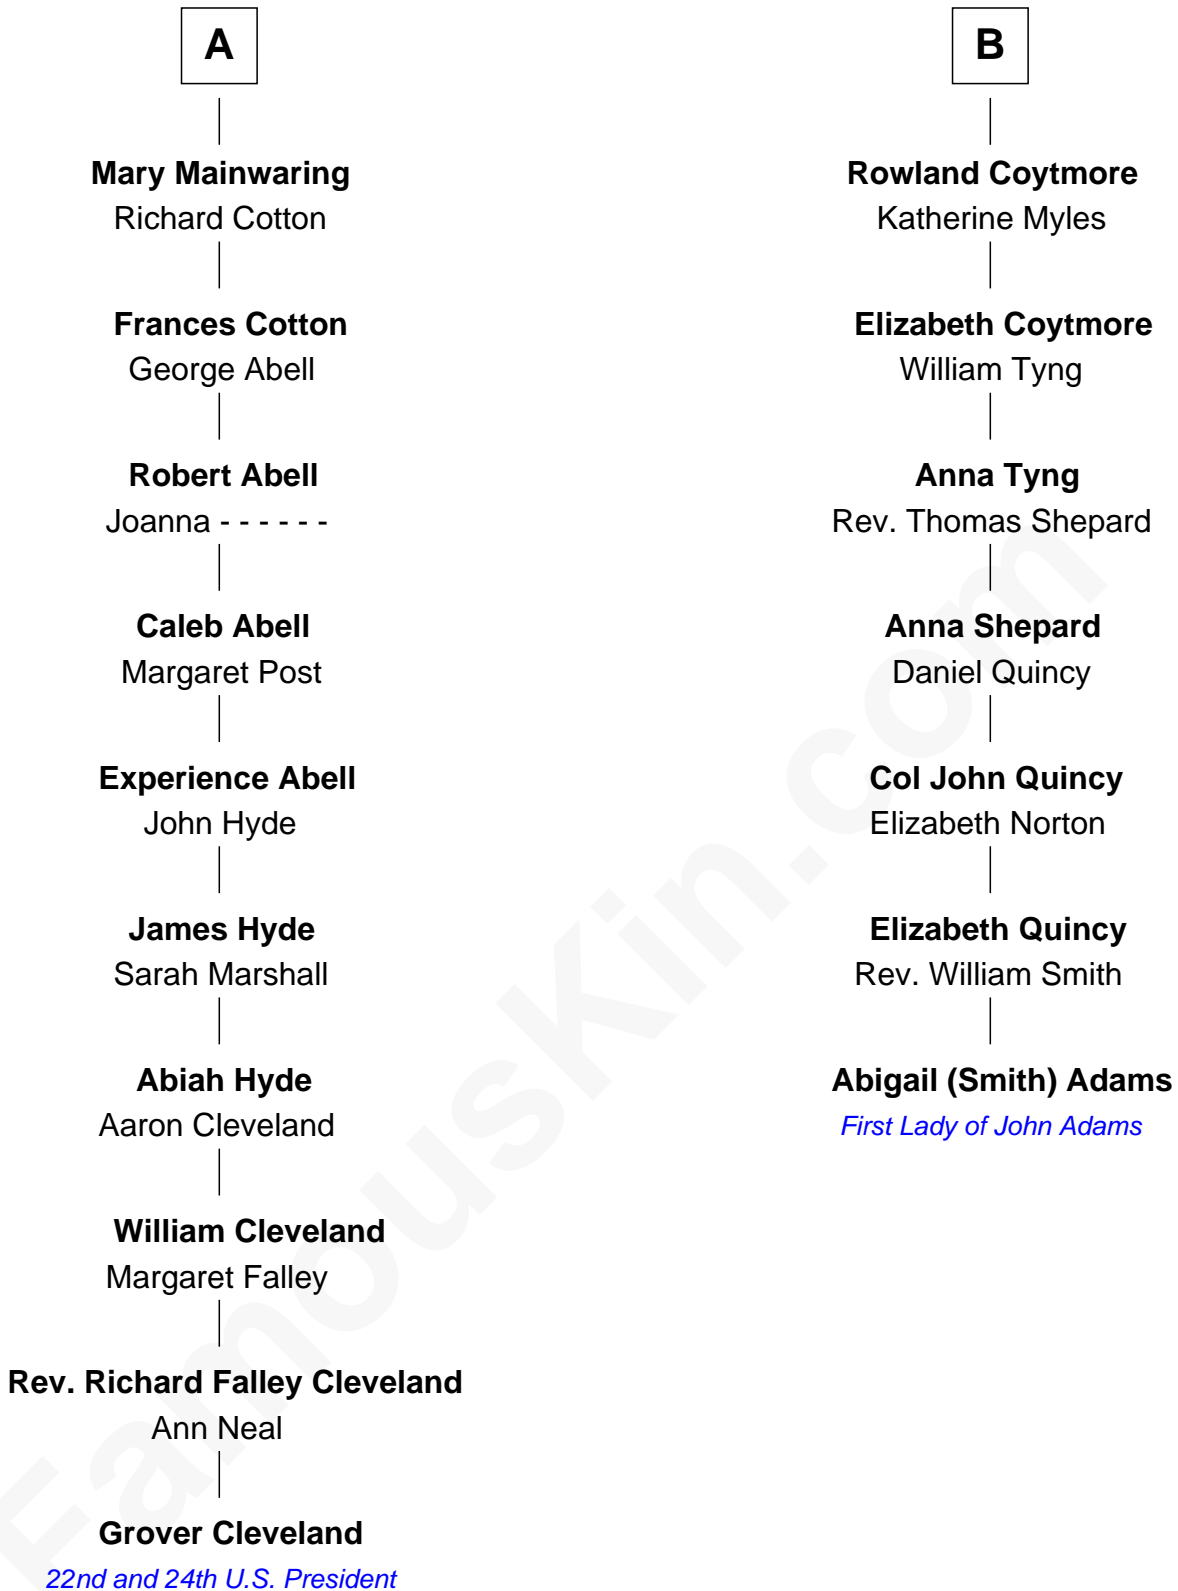 A
B
Mary Mainwaring
Richard Cotton
Rowland Coytmore
Katherine Myles
Frances Cotton
George Abell
Elizabeth Coytmore
William Tyng
Robert Abell
Joanna - - - - - -
Anna Tyng
Rev. Thomas Shepard
Caleb Abell
Margaret Post
Anna Shepard
Daniel Quincy
Experience Abell
John Hyde
Col John Quincy
Elizabeth Norton
James Hyde
Sarah Marshall
Elizabeth Quincy
Rev. William Smith
Abiah Hyde
Aaron Cleveland
Abigail (Smith) Adams
First Lady of John Adams
William Cleveland
Margaret Falley
Rev. Richard Falley Cleveland
Ann Neal
Grover Cleveland
22nd and 24th U.S. President
FamousKin.com